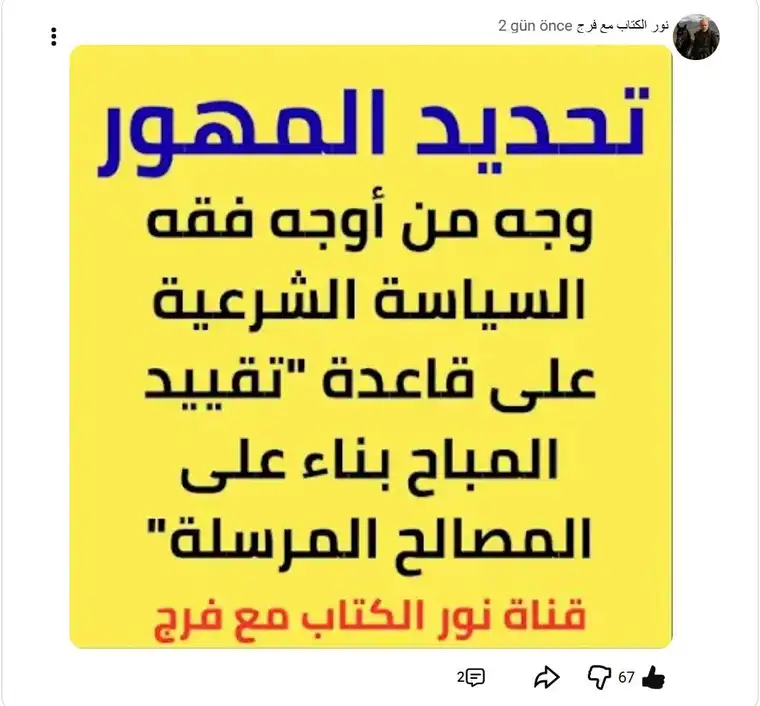 نور الكتاب مع فرج 2 gün önce
تحديد المهور
وجه من أوجه فقه
السياسة الشرعية
على قاعدة "تقييد
المباح بناء على
المصالح المرسلة"
قناة نور الكتاب مع فرج
67
2